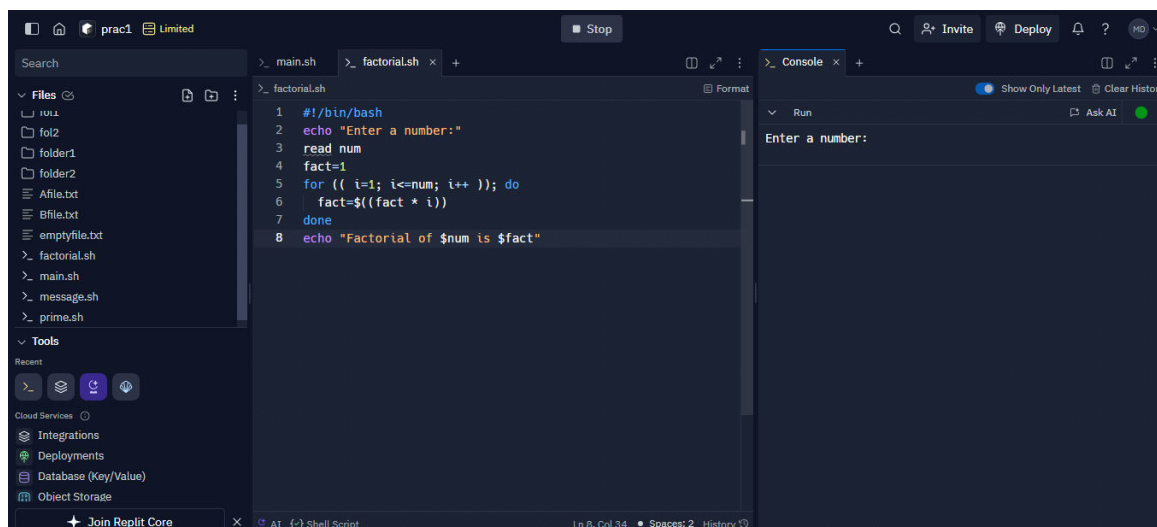 prac1 Limited Stop Invite Deploy ? MD
Search
Files
fol2
folder1
folder2
Afile.txt
Bfile.txt
emptyfile.txt
>_ factorial.sh
>_ main.sh
>_ message.sh
>_ prime.sh
Tools
Recent
Cloud Services
Integrations
Deployments
Database (Key/Value)
Object Storage
Join Replit Core ×
>_ main.sh >_ factorial.sh × +
>_ factorial.sh Format
1 #!/bin/bash
2 echo "Enter a number:"
3 read num
4 fact=1
5 for (( i=1; i<=num; i++ )); do
6 fact=$((fact * i))
7 done
8 echo "Factorial of $num is $fact"
AI Shell Script Ln 8, Col 34 Spaces: 2 History
>_ Console × +
Show Only Latest Clear Histor
Run Ask AI
Enter a number: